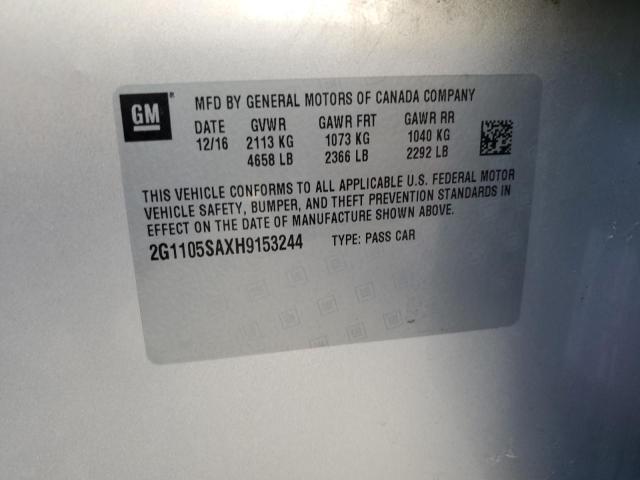 GM
MFD BY GENERAL MOTORS OF CANADA COMPANY
DATE GVWR GAWR FRT GAWR RR
12/16 2113 KG 1073 KG 1040 KG
4658 LB 2366 LB 2292 LB
THIS VEHICLE CONFORMS TO ALL APPLICABLE U.S. FEDERAL MOTOR
VEHICLE SAFETY, BUMPER, AND THEFT PREVENTION STANDARDS IN
EFFECT ON THE DATE OF MANUFACTURE SHOWN ABOVE.
2G1105SAXH9153244 TYPE: PASS CAR